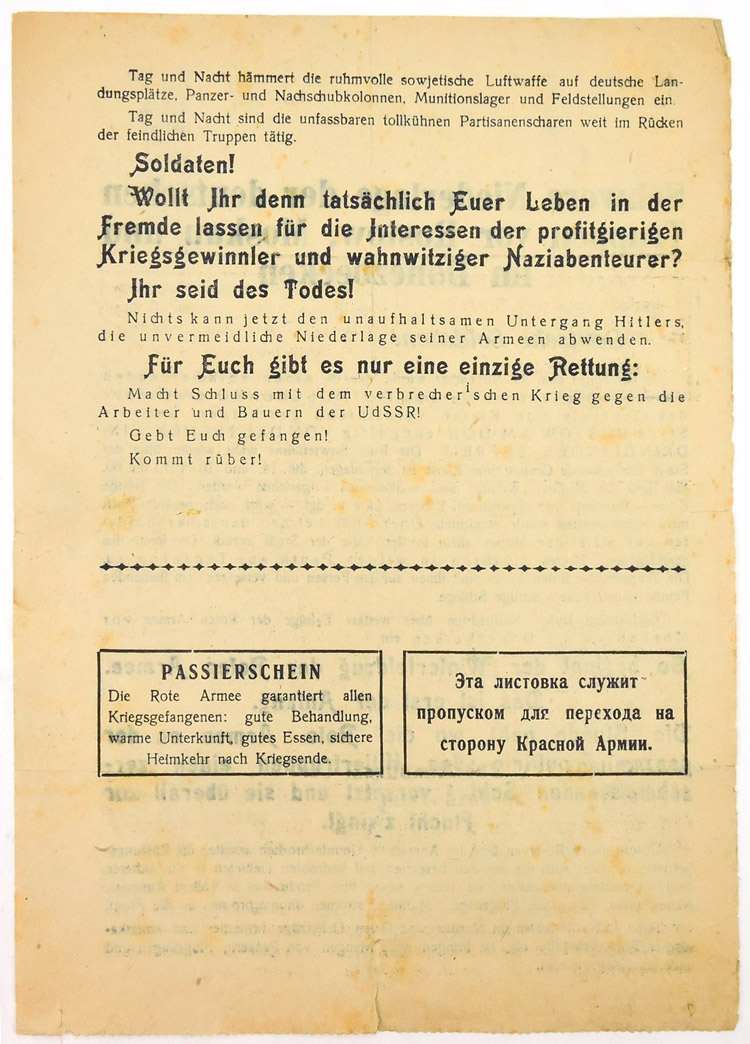 Tag und Nacht hämmert die ruhmvolle sowjetische Luftwaffe auf deutsche Lan-
dungsplätze, Panzer- und Nachschubkolonnen, Munitionslager und Feldstellungen ein.
Tag und Nacht sind die unfassbaren tollkühnen Partisanenscharen weit im Rücken
der feindlichen Truppen tätig.
Soldaten!
Wollt Ihr denn tatsächlich Euer Leben in der
Fremde lassen für die Interessen der profitgierigen
Kriegsgewinnler und wahnwitziger Naziabenteurer?
Ihr seid des Todes!
Nichts kann jetzt den unaufhaltsamen Untergang Hitlers,
die unvermeidliche Niederlage seiner Armeen abwenden.
Für Euch gibt es nur eine einzige Rettung:
Macht Schluss mit dem verbrecherischen Krieg gegen die
Arbeiter und Bauern der UdSSR!
Gebt Euch gefangen!
Kommt rüber!
PASSIERSCHEIN
Die Rote Armee garantiert allen
Kriegsgefangenen: gute Behandlung,
warme Unterkunft, gutes Essen, sichere
Heimkehr nach Kriegsende.
Эта листовка служит
пропуском для перехода на
сторону Красной Армии.